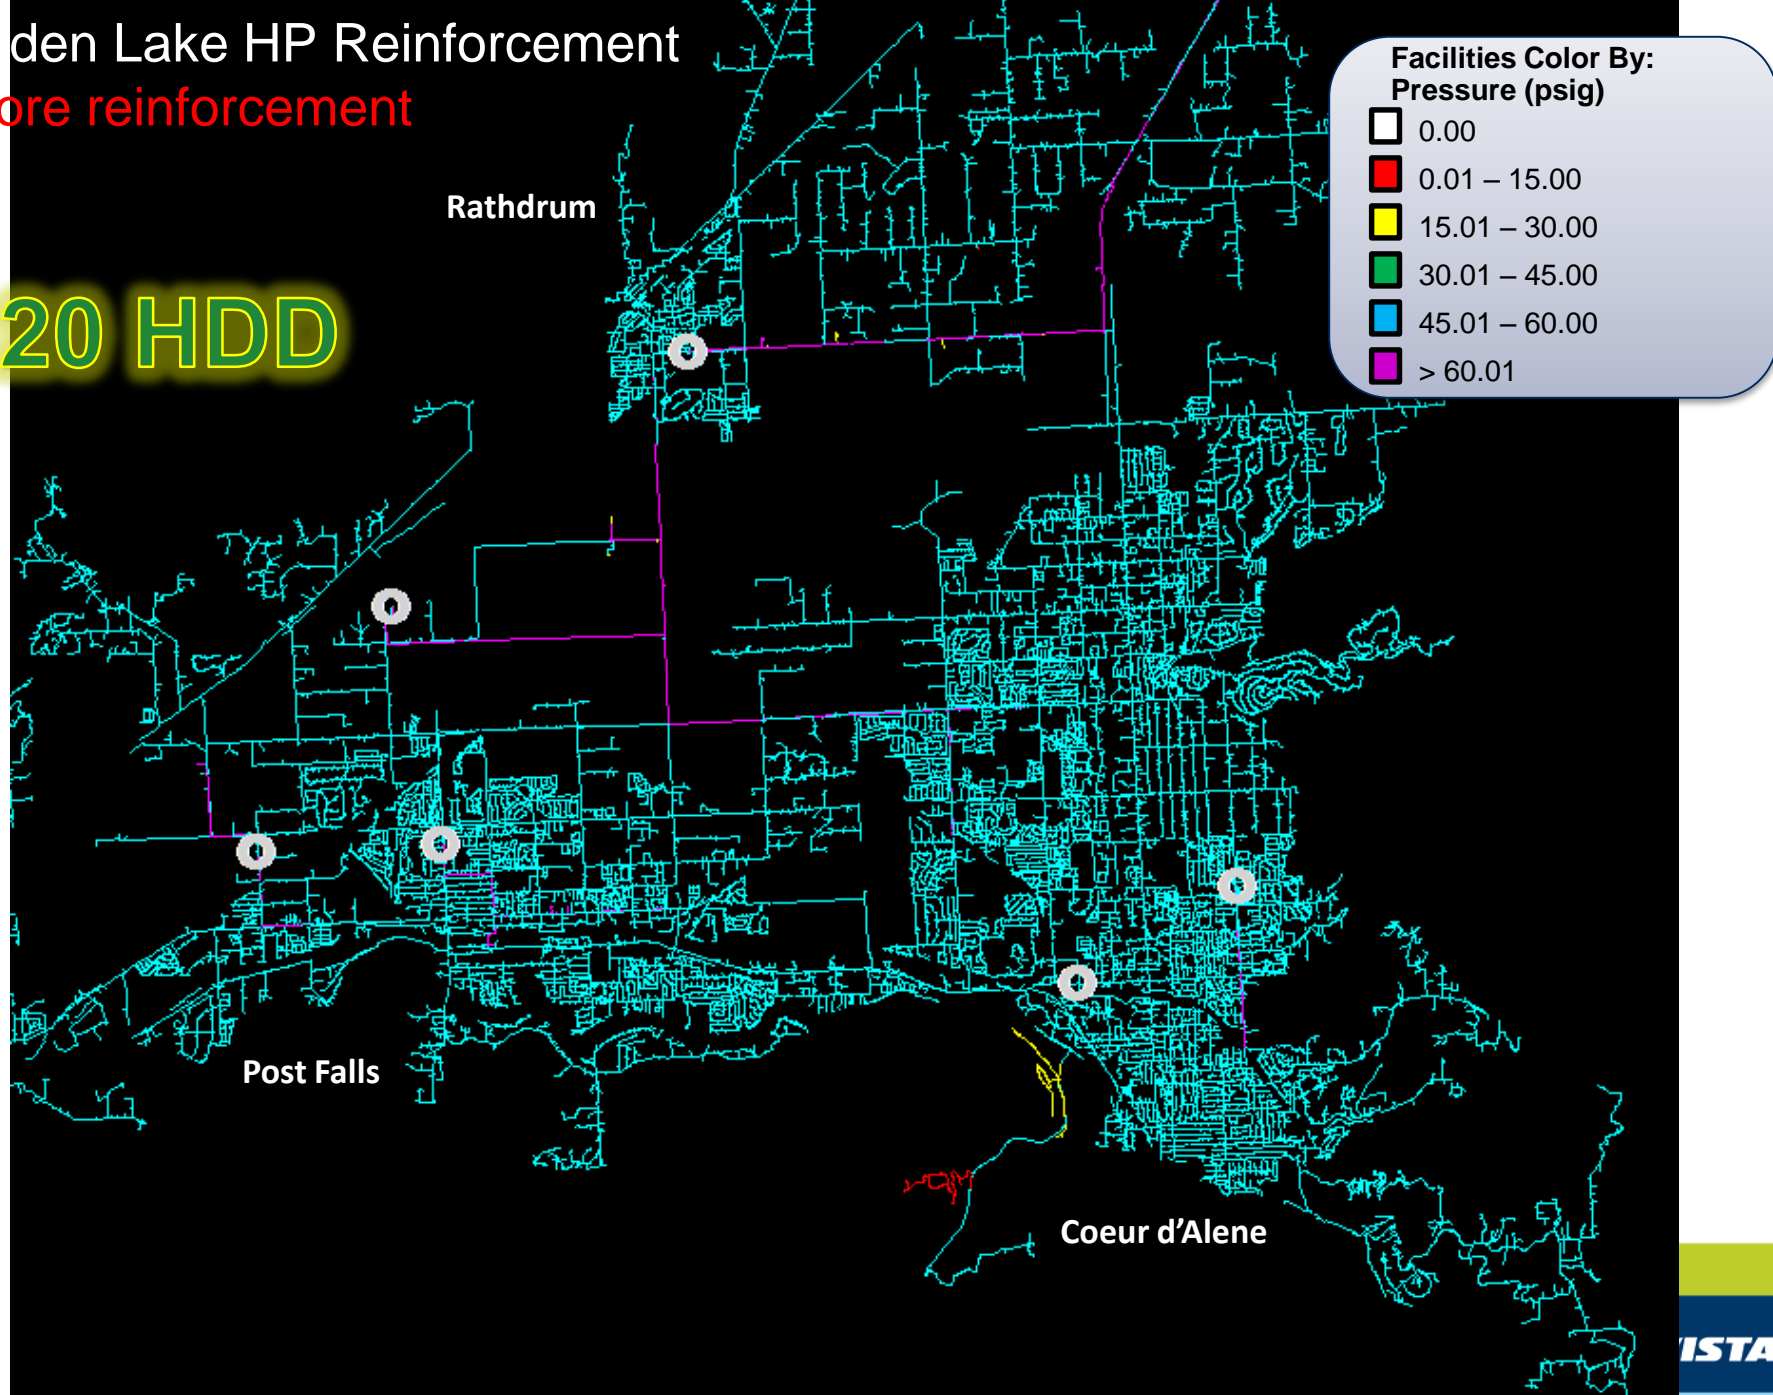 den Lake HP Reinforcement
ore reinforcement
Facilities Color By:
Pressure (psig)
0.00
0.01 – 15.00
15.01 – 30.00
30.01 – 45.00
45.01 – 60.00
> 60.01
Rathdrum
20 HDD
Post Falls
Coeur d’Alene
VISTA